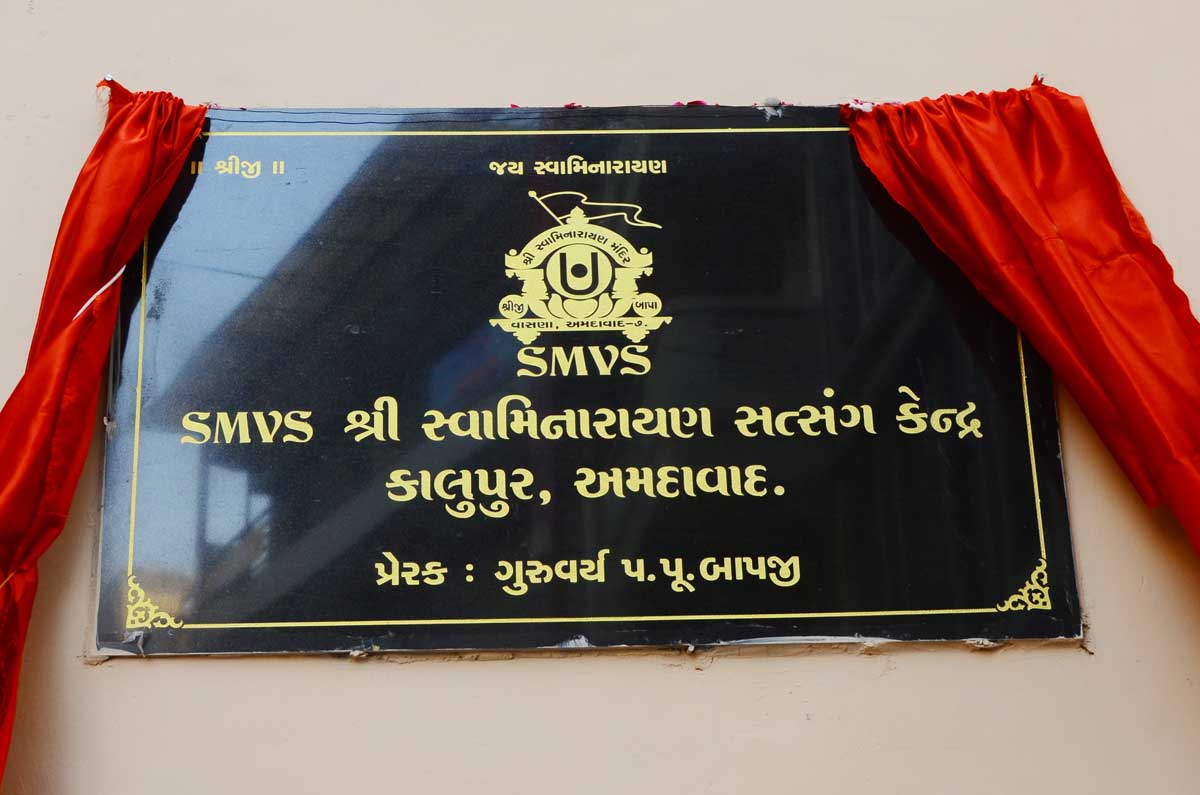 ॥ શ્રીજી ॥
જય સ્વામિનારાયણ
શ્રી સ્વામિનારાયણ મંદિર
શ્રીજી બાપા
વાસણા, અમદાવાદ-૭.
SMVS
SMVS શ્રી સ્વામિનારાયણ સત્સંગ કેન્દ્ર
કાલુપુર, અમદાવાદ.
પ્રેરક : ગુરુવર્ય પ.પૂ.બાપજી